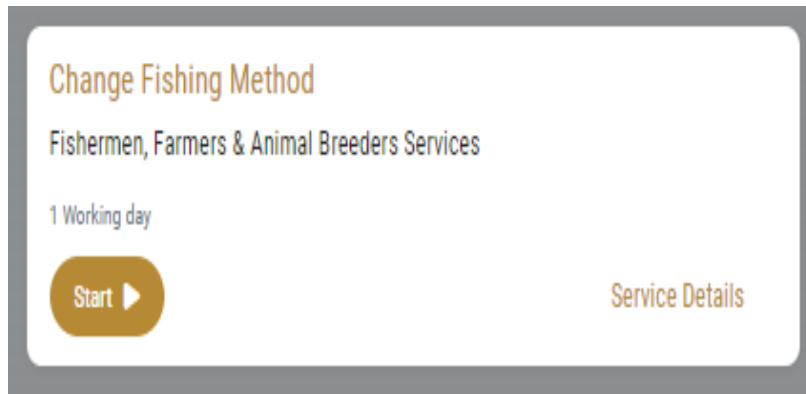 Change Fishing Method
Fishermen, Farmers & Animal Breeders Services
1 Working day
Start
Service Details